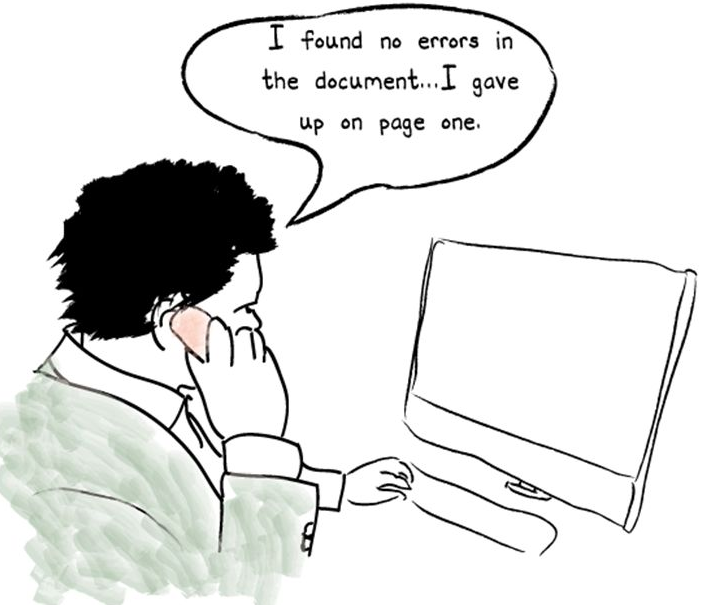 I found no errors in
the document...I gave
up on page one.